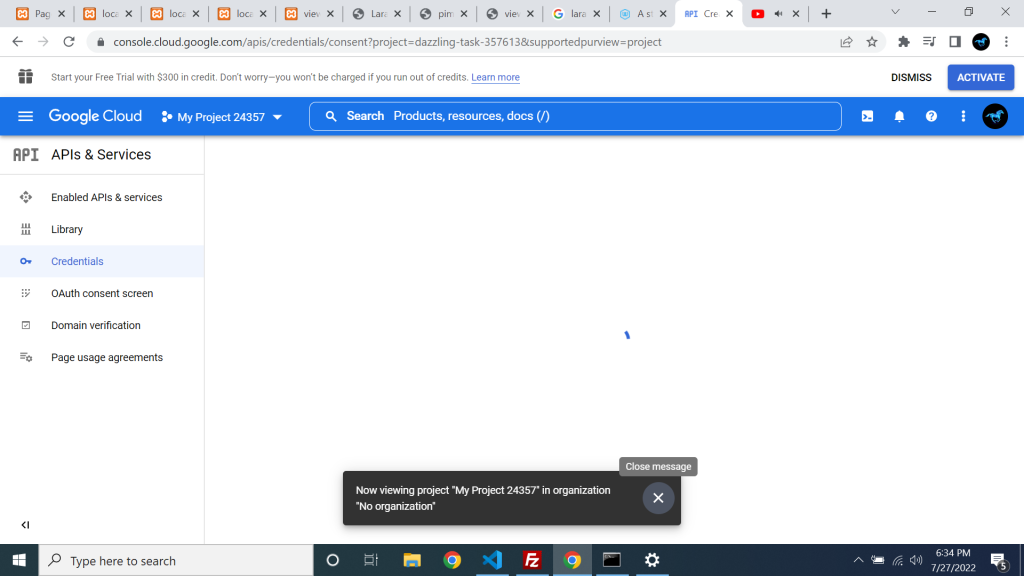 Pag
loca
loca
loca
view
Lara
pim
view
lara
A st
API Cre
console.cloud.google.com/apis/credentials/consent?project=dazzling-task-357613&supportedpurview=project
Start your Free Trial with $300 in credit. Don't worry—you won't be charged if you run out of credits. Learn more
DISMISS
ACTIVATE
Google Cloud
My Project 24357
Search Products, resources, docs (/)
API APIs & Services
Enabled APIs & services
Library
Credentials
OAuth consent screen
Domain verification
Page usage agreements
Close message
Now viewing project "My Project 24357" in organization
"No organization"
Type here to search
6:34 PM
7/27/2022
5